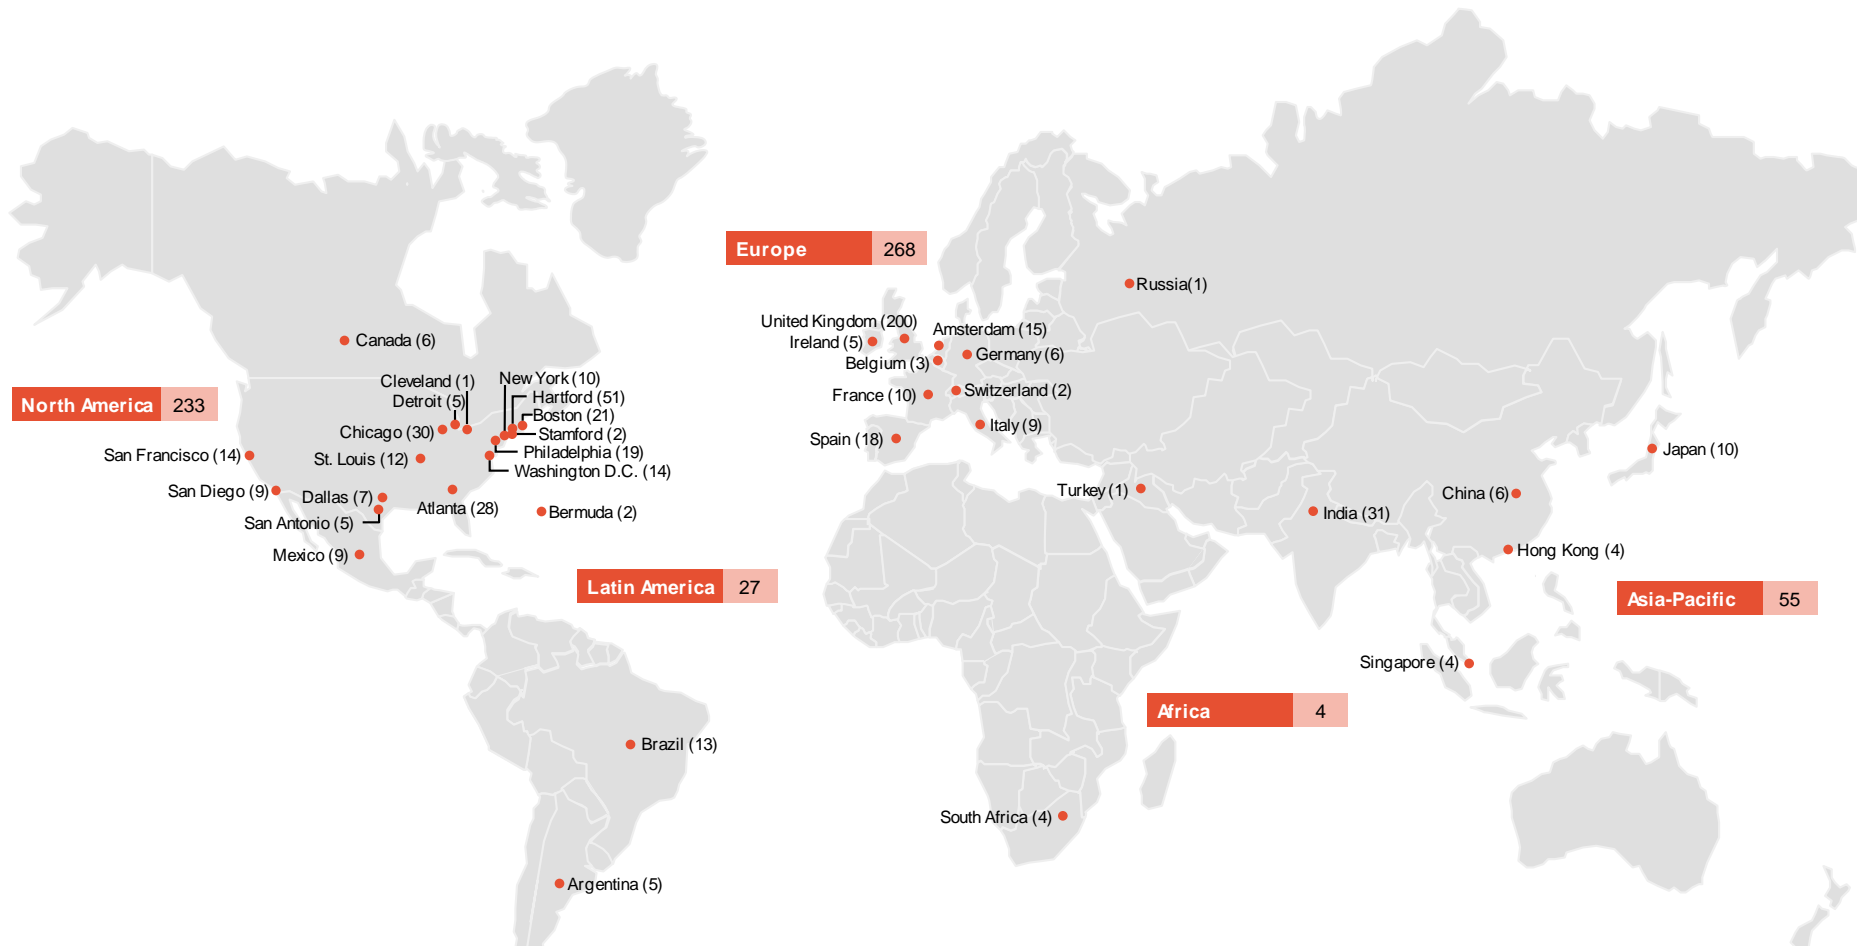 Europe 268
Russia(1)
United Kingdom (200)
Amsterdam (15)
Ireland (5)
Germany (6)
Belgium (3)
Canada (6)
Cleveland (1)
New York (10)
Switzerland (2)
North America 233
Detroit (5)
Hartford (51)
France (10)
Boston (21)
Italy (9)
Chicago (30)
Stamford (2)
Spain (18)
San Francisco (14)
St. Louis (12)
Philadelphia (19)
Japan (10)
Washington D.C. (14)
San Diego (9)
Dallas (7)
Turkey (1)
China (6)
San Antonio (5)
Atlanta (28)
Bermuda (2)
India (31)
Mexico (9)
Hong Kong (4)
Latin America 27
Asia-Pacific 55
Singapore (4)
Africa 4
Brazil (13)
South Africa (4)
Argentina (5)